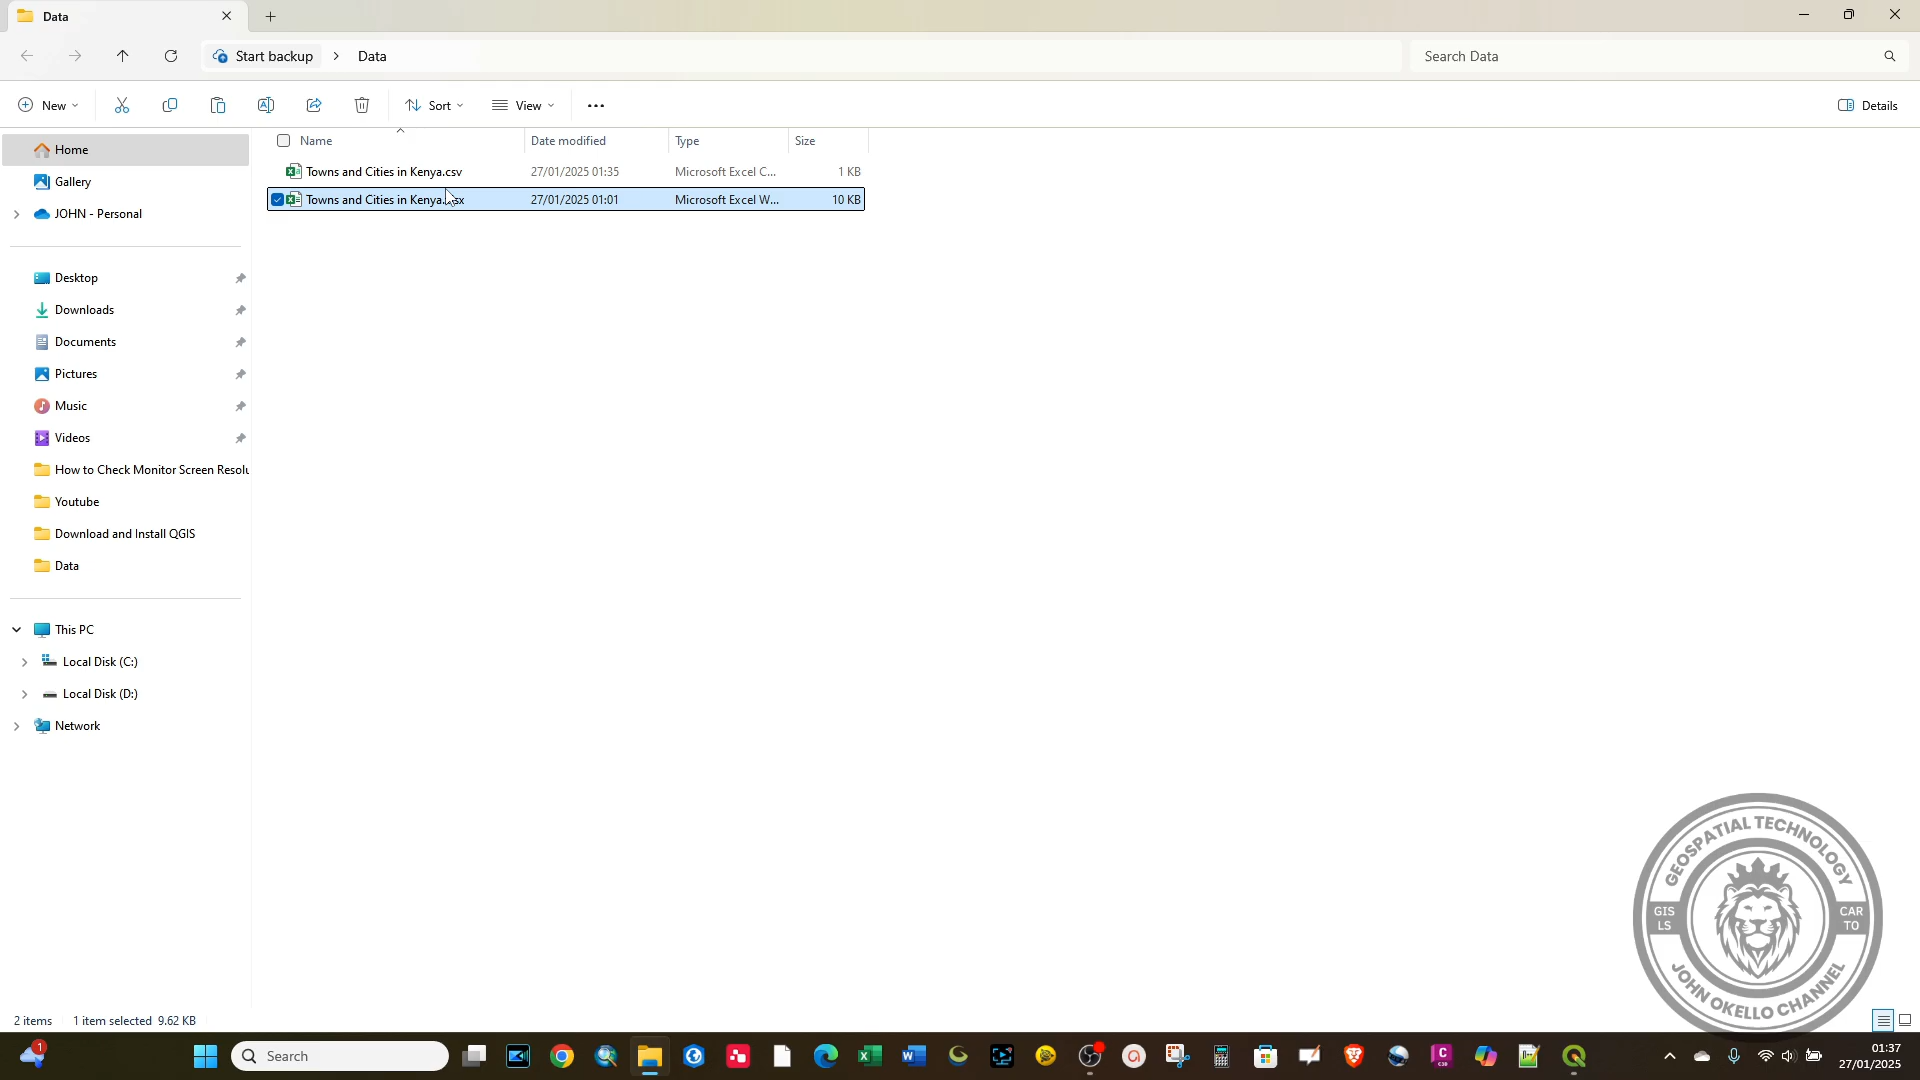 Data
Start backup
Data
Search Data
New
Sort
View
Details
Name
Date modified
Type
Size
Towns and Cities in Kenya.csv
27/01/2025 01:35
Microsoft Excel C...
1 KB
Towns and Cities in Kenya.
27/01/2025 01:01
Microsoft Excel W...
10 KB
Home
Gallery
JOHN - Personal
Desktop
Downloads
Documents
Pictures
Music
Videos
How to Check Monitor Screen Resolu
Youtube
Download and Install QGIS
Data
This PC
Local Disk (C:)
Local Disk (D:)
Network
GEOSPATIAL TECHNOLOGY
GIS
LS
CAR
TO
JOHN OKELLO CHANNEL
2 items
1 item selected 9.62 KB
1
Search
01:37
27/01/2025